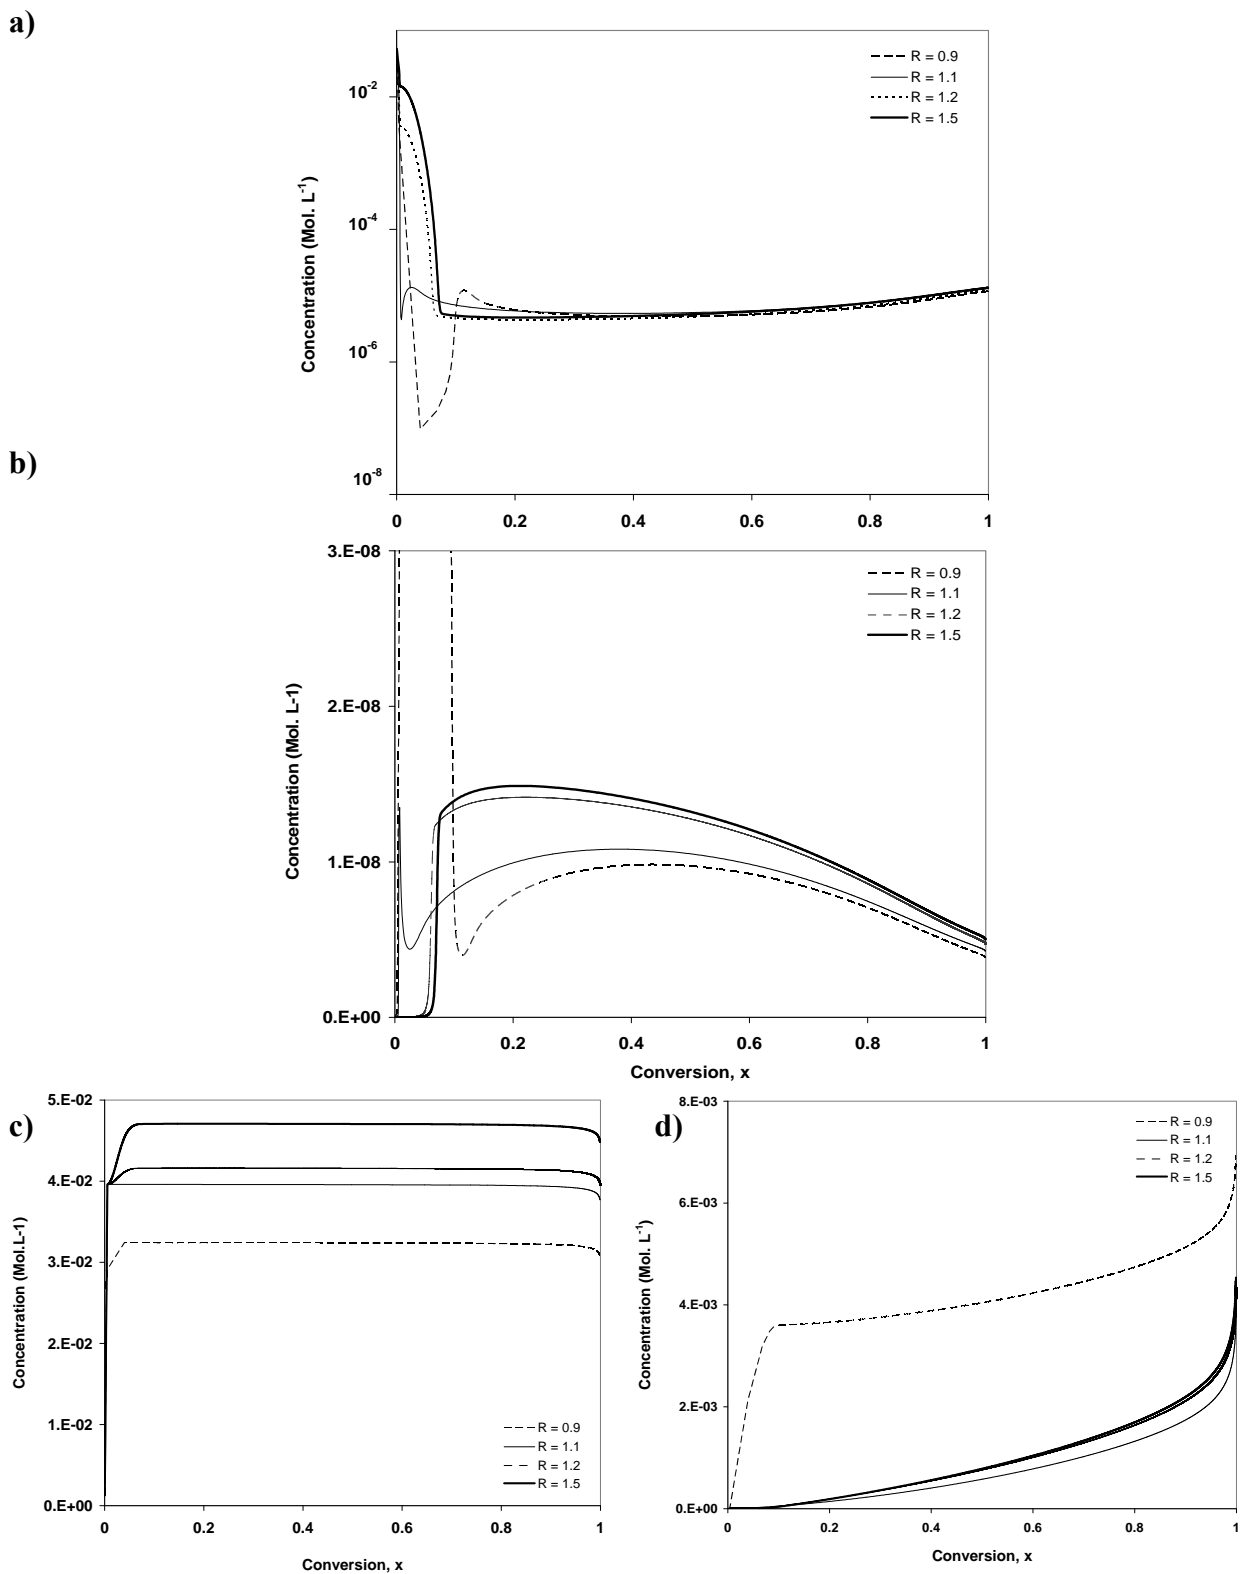 a)
R = 0.9
R = 1.1
R = 1.2
R = 1.5
10⁻²
10⁻⁴
10⁻⁶
10⁻⁸
Concentration (Mol. L⁻¹)
0 0.2 0.4 0.6 0.8 1
b)
3.E-08
2.E-08
1.E-08
0.E+00
R = 0.9
R = 1.1
R = 1.2
R = 1.5
Concentration (Mol. L-1)
0 0.2 0.4 0.6 0.8 1
Conversion, x
c)
5.E-02
4.E-02
3.E-02
2.E-02
1.E-02
0.E+00
Concentration (Mol.L-1)
R = 0.9
R = 1.1
R = 1.2
R = 1.5
0 0.2 0.4 0.6 0.8 1
Conversion, x
d)
8.E-03
6.E-03
4.E-03
2.E-03
0.E+00
Concentration (Mol. L⁻¹)
R = 0.9
R = 1.1
R = 1.2
R = 1.5
0 0.2 0.4 0.6 0.8 1
Conversion, x